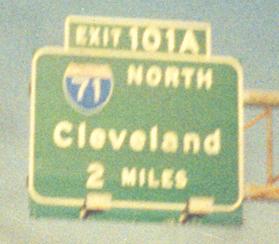 EXIT 101A
71 NORTH
Cleveland
2 MILES